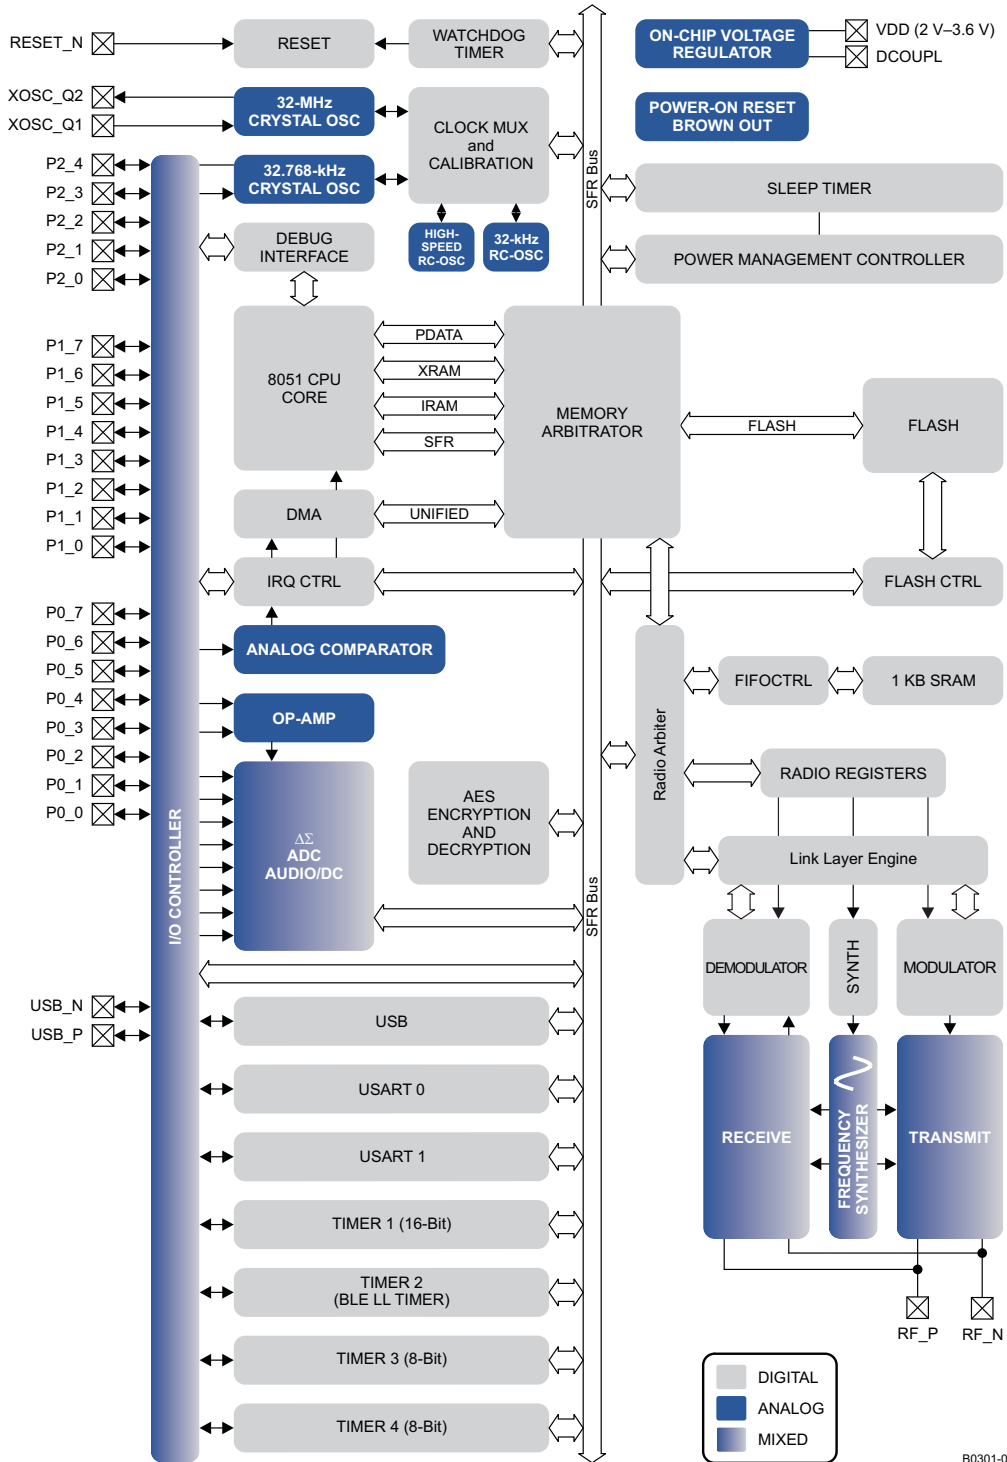 RESET_N
RESET
WATCHDOG
TIMER
ON-CHIP VOLTAGE
REGULATOR
VDD (2 V–3.6 V)
DCOUPL
XOSC_Q2
XOSC_Q1
32-MHz
CRYSTAL OSC
CLOCK MUX
and
CALIBRATION
POWER-ON RESET
BROWN OUT
SFR Bus
P2_4
P2_3
P2_2
P2_1
P2_0
32.768-kHz
CRYSTAL OSC
HIGH-
SPEED
RC-OSC
32-kHz
RC-OSC
SLEEP TIMER
POWER MANAGEMENT CONTROLLER
DEBUG
INTERFACE
P1_7
P1_6
P1_5
P1_4
P1_3
P1_2
P1_1
P1_0
8051 CPU
CORE
PDATA
XRAM
IRAM
SFR
MEMORY
ARBITRATOR
FLASH
FLASH
DMA
UNIFIED
IRQ CTRL
FLASH CTRL
P0_7
P0_6
P0_5
P0_4
P0_3
P0_2
P0_1
P0_0
ANALOG COMPARATOR
OP-AMP
Radio Arbiter
FIFOCTRL
1 KB SRAM
RADIO REGISTERS
Link Layer Engine
I/O CONTROLLER
ΔΣ
ADC
AUDIO/DC
AES
ENCRYPTION
AND
DECRYPTION
SFR Bus
DEMODULATOR
SYNTH
MODULATOR
USB_N
USB_P
USB
USART 0
USART 1
TIMER 1 (16-Bit)
TIMER 2
(BLE LL TIMER)
TIMER 3 (8-Bit)
TIMER 4 (8-Bit)
RECEIVE
FREQUENCY
SYNTHESIZER
TRANSMIT
RF_P
RF_N
DIGITAL
ANALOG
MIXED